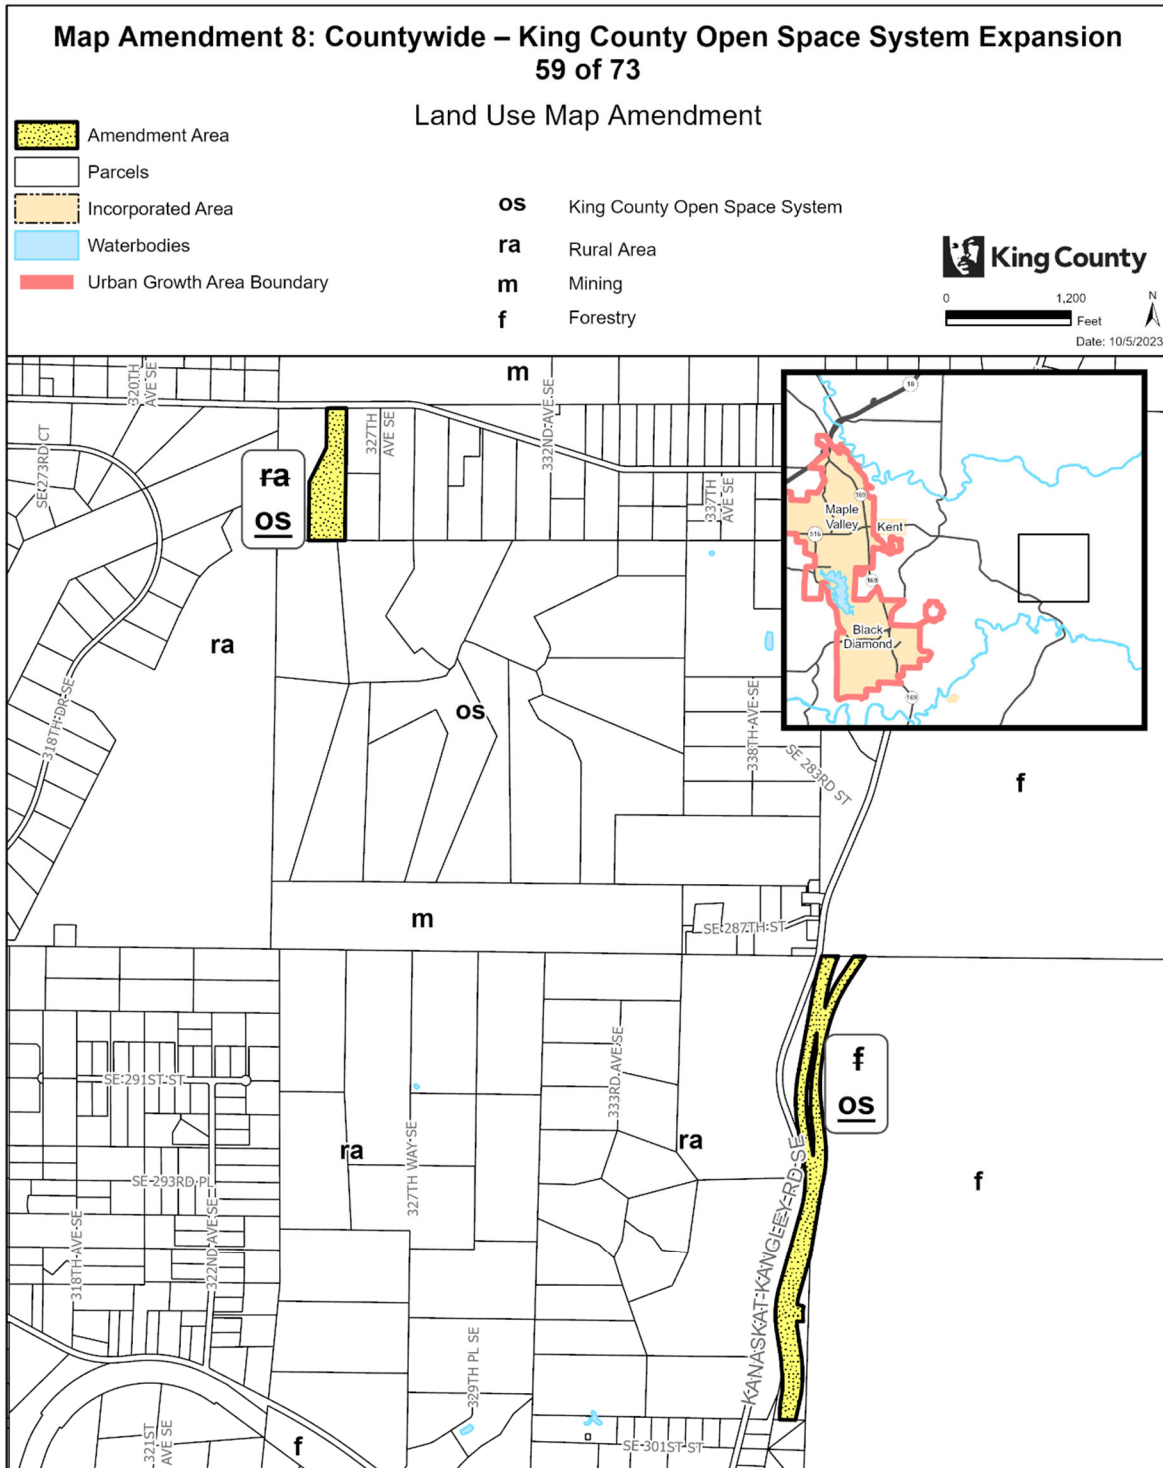 Map Amendment 8: Countywide – King County Open Space System Expansion
59 of 73
Land Use Map Amendment
Amendment Area
Parcels
Incorporated Area
Waterbodies
Urban Growth Area Boundary
os King County Open Space System
ra Rural Area
m Mining
f Forestry
King County
0 1,200
Feet
N
Date: 10/5/2023
320TH
AVE SE
m
327TH
AVE SE
332ND AVE SE
SE 273RD CT
ra
os
337TH
AVE SE
18
169
Maple
Valley
Kent
516
169
Black
Diamond
169
ra
os
318TH DR SE
338TH AVE SE
SE 283RD ST
f
m
SE 287TH ST
f
os
SE 291ST ST
333RD AVE SE
ra
ra
327TH WAY SE
SE 293RD PL
f
318TH AVE SE
322ND AVE SE
KANASKAT-KANGLEY RD SE
329TH PL SE
321ST
AVE SE
f
SE 301ST ST